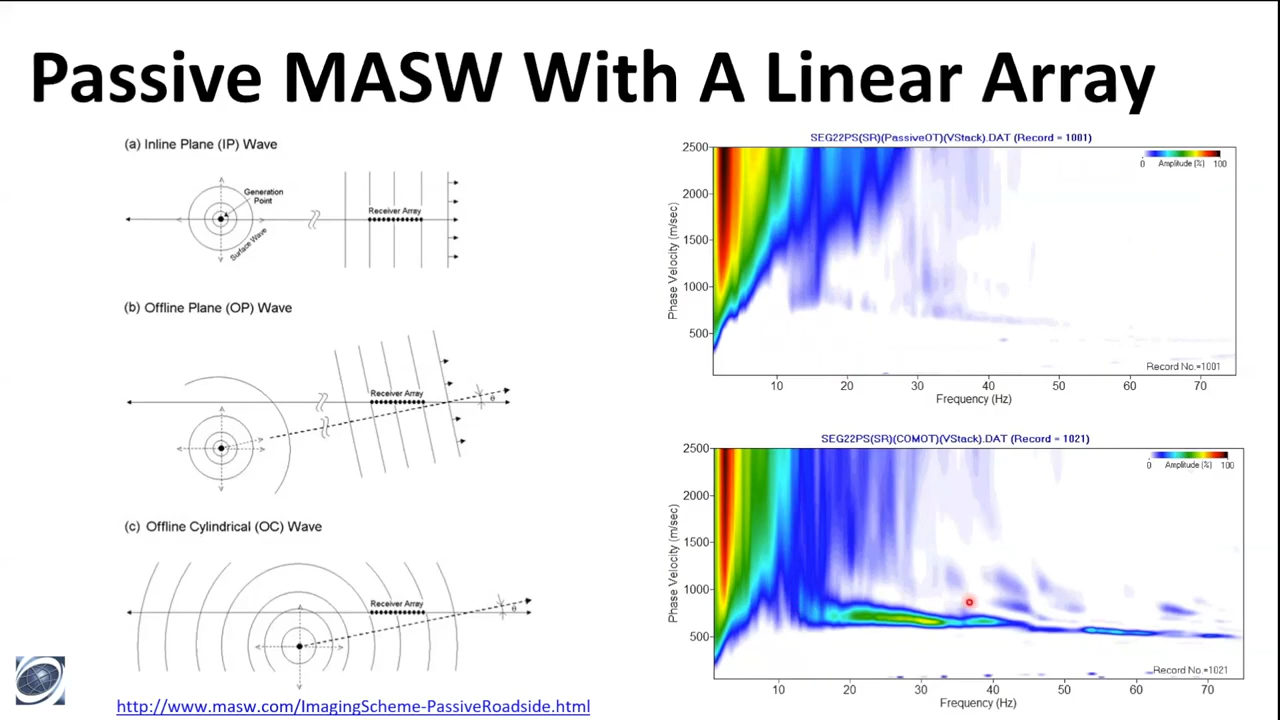 Passive MASW With A Linear Array
(a) Inline Plane (IP) Wave
Generation
Point
Surface Wave
Receiver Array
(b) Offline Plane (OP) Wave
Receiver Array
θ
(c) Offline Cylindrical (OC) Wave
Receiver Array
θ
http://www.masw.com/ImagingScheme-PassiveRoadside.html
SEG22PS(SR)(PassiveOT)(VStack).DAT (Record = 1001)
0 100
Amplitude (%)
Phase Velocity (m/sec)
2500
2000
1500
1000
500
Record No.=1001
10 20 30 40 50 60 70
Frequency (Hz)
SEG22PS(SR)(COMOT)(VStack).DAT (Record = 1021)
0 Amplitude (%) 100
Phase Velocity (m/sec)
2500
2000
1500
1000
500
Record No.=1021
10 20 30 40 50 60 70
Frequency (Hz)